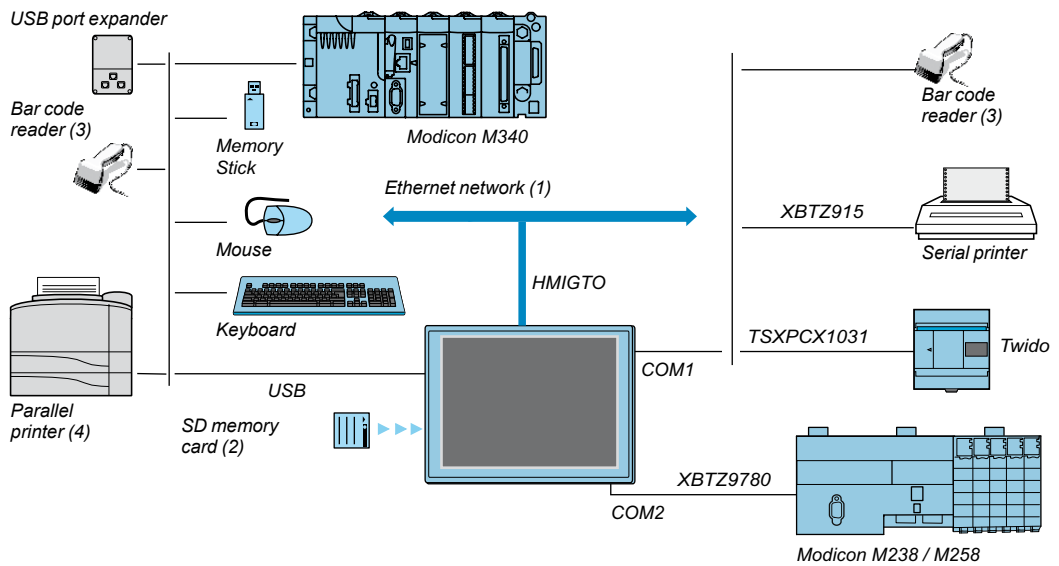 USB port expander
Bar code
reader (3)
Memory
Stick
Modicon M340
Bar code
reader (3)
Ethernet network (1)
Mouse
XBTZ915
Serial printer
HMIGTO
Keyboard
TSXPCX1031
Twido
COM1
USB
Parallel
printer (4)
SD memory
card (2)
XBTZ9780
COM2
Modicon M238 / M258